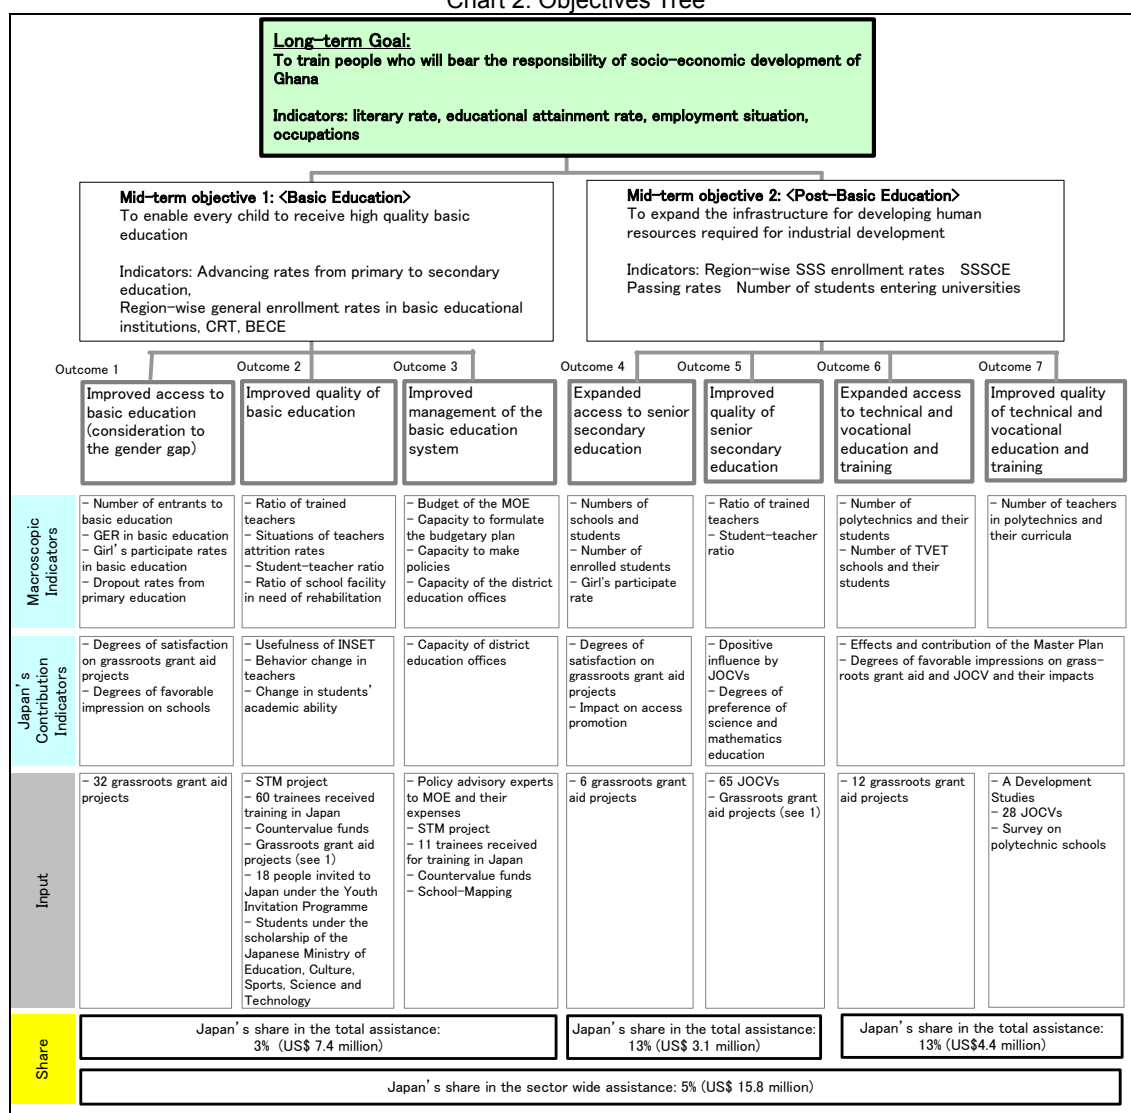 Chart 2: Objectives Tree
Long-term Goal:
To train people who will bear the responsibility of socio-economic development of
Ghana
Indicators: literary rate, educational attainment rate, employment situation,
occupations
Mid-term objective 1: <Basic Education>
To enable every child to receive high quality basic
education
Indicators: Advancing rates from primary to secondary
education,
Region-wise general enrollment rates in basic educational
institutions, CRT, BECE
Mid-term objective 2: <Post-Basic Education>
To expand the infrastructure for developing human
resources required for industrial development
Indicators: Region-wise SSS enrollment rates SSSCE
Passing rates Number of students entering universities
Outcome 1
Improved access to
basic education
(consideration to
the gender gap)
Outcome 2
Improved quality of
basic education
Outcome 3
Improved
management of the
basic education
system
Outcome 4
Expanded
access to senior
secondary
education
Outcome 5
Improved
quality of
senior
secondary
education
Outcome 6
Expanded access
to technical and
vocational
education and
training
Outcome 7
Improved quality
of technical and
vocational
education and
training
Macroscopic
Indicators
- Number of entrants to
basic education
- GER in basic education
- Girl's participate rates
in basic education
- Dropout rates from
primary education
- Ratio of trained
teachers
- Situations of teachers
attrition rates
- Student-teacher ratio
- Ratio of school facility
in need of rehabilitation
- Budget of the MOE
- Capacity to formulate
the budgetary plan
- Capacity to make
policies
- Capacity of the district
education offices
- Numbers of
schools and
students
- Number of
enrolled students
- Girl's participate
rate
- Ratio of trained
teachers
- Student-teacher
ratio
- Number of
polytechnics and their
students
- Number of TVET
schools and their
students
- Number of teachers
in polytechnics and
their curricula
Japan's
Contribution
Indicators
- Degrees of satisfaction
on grassroots grant aid
projects
- Degrees of favorable
impression on schools
- Usefulness of INSET
- Behavior change in
teachers
- Change in students'
academic ability
- Capacity of district
education offices
- Degrees of
satisfaction on
grassroots grant aid
projects
- Impact on access
promotion
- Dpositive
influence by
JOCVs
- Degrees of
preference of
science and
mathematics
education
- Effects and contribution of the Master Plan
- Degrees of favorable impressions on grass-
roots grant aid and JOCV and their impacts
Input
- 32 grassroots grant aid
projects
- STM project
- 60 trainees received
training in Japan
- Countervalue funds
- Grassroots grant aid
projects (see 1)
- 18 people invited to
Japan under the Youth
Invitation Programme
- Students under the
scholarship of the
Japanese Ministry of
Education, Culture,
Sports, Science and
Technology
- Policy advisory experts
to MOE and their
expenses
- STM project
- 11 trainees received
for training in Japan
- Countervalue funds
- School-Mapping
- 6 grassroots grant
aid projects
- 65 JOCVs
- Grassroots grant
aid projects (see 1)
- 12 grassroots grant
aid projects
- A Development
Studies
- 28 JOCVs
- Survey on
polytechnic schools
Share
Japan's share in the total assistance:
3% (US$ 7.4 million)
Japan's share in the total assistance:
13% (US$ 3.1 million)
Japan's share in the total assistance:
13% (US$4.4 million)
Japan's share in the sector wide assistance: 5% (US$ 15.8 million)